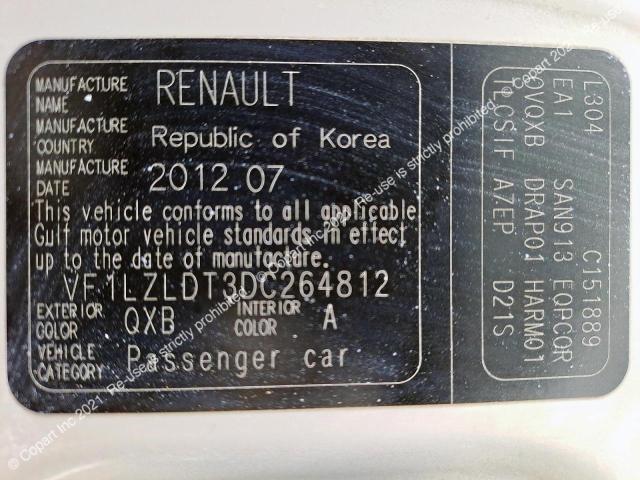 MANUFACTURE NAME RENAULT
MANUFACTURE COUNTRY Republic of Korea
MANUFACTURE DATE 2012.07
This vehicle conforms to all applicable
Gulf motor vehicle standards in effect
up to the date of manufacture.
VF1LZLDT3DC264812
EXTERIOR COLOR QXB INTERIOR COLOR A
VEHICLE CATEGORY Passenger car
L304 C151889
EA1 SAN913 EQPCOR
OVQXB DRAP01 HARM01
TECSIF A7EP D21S
© Copart Inc 2021. Re-use is strictly prohibited